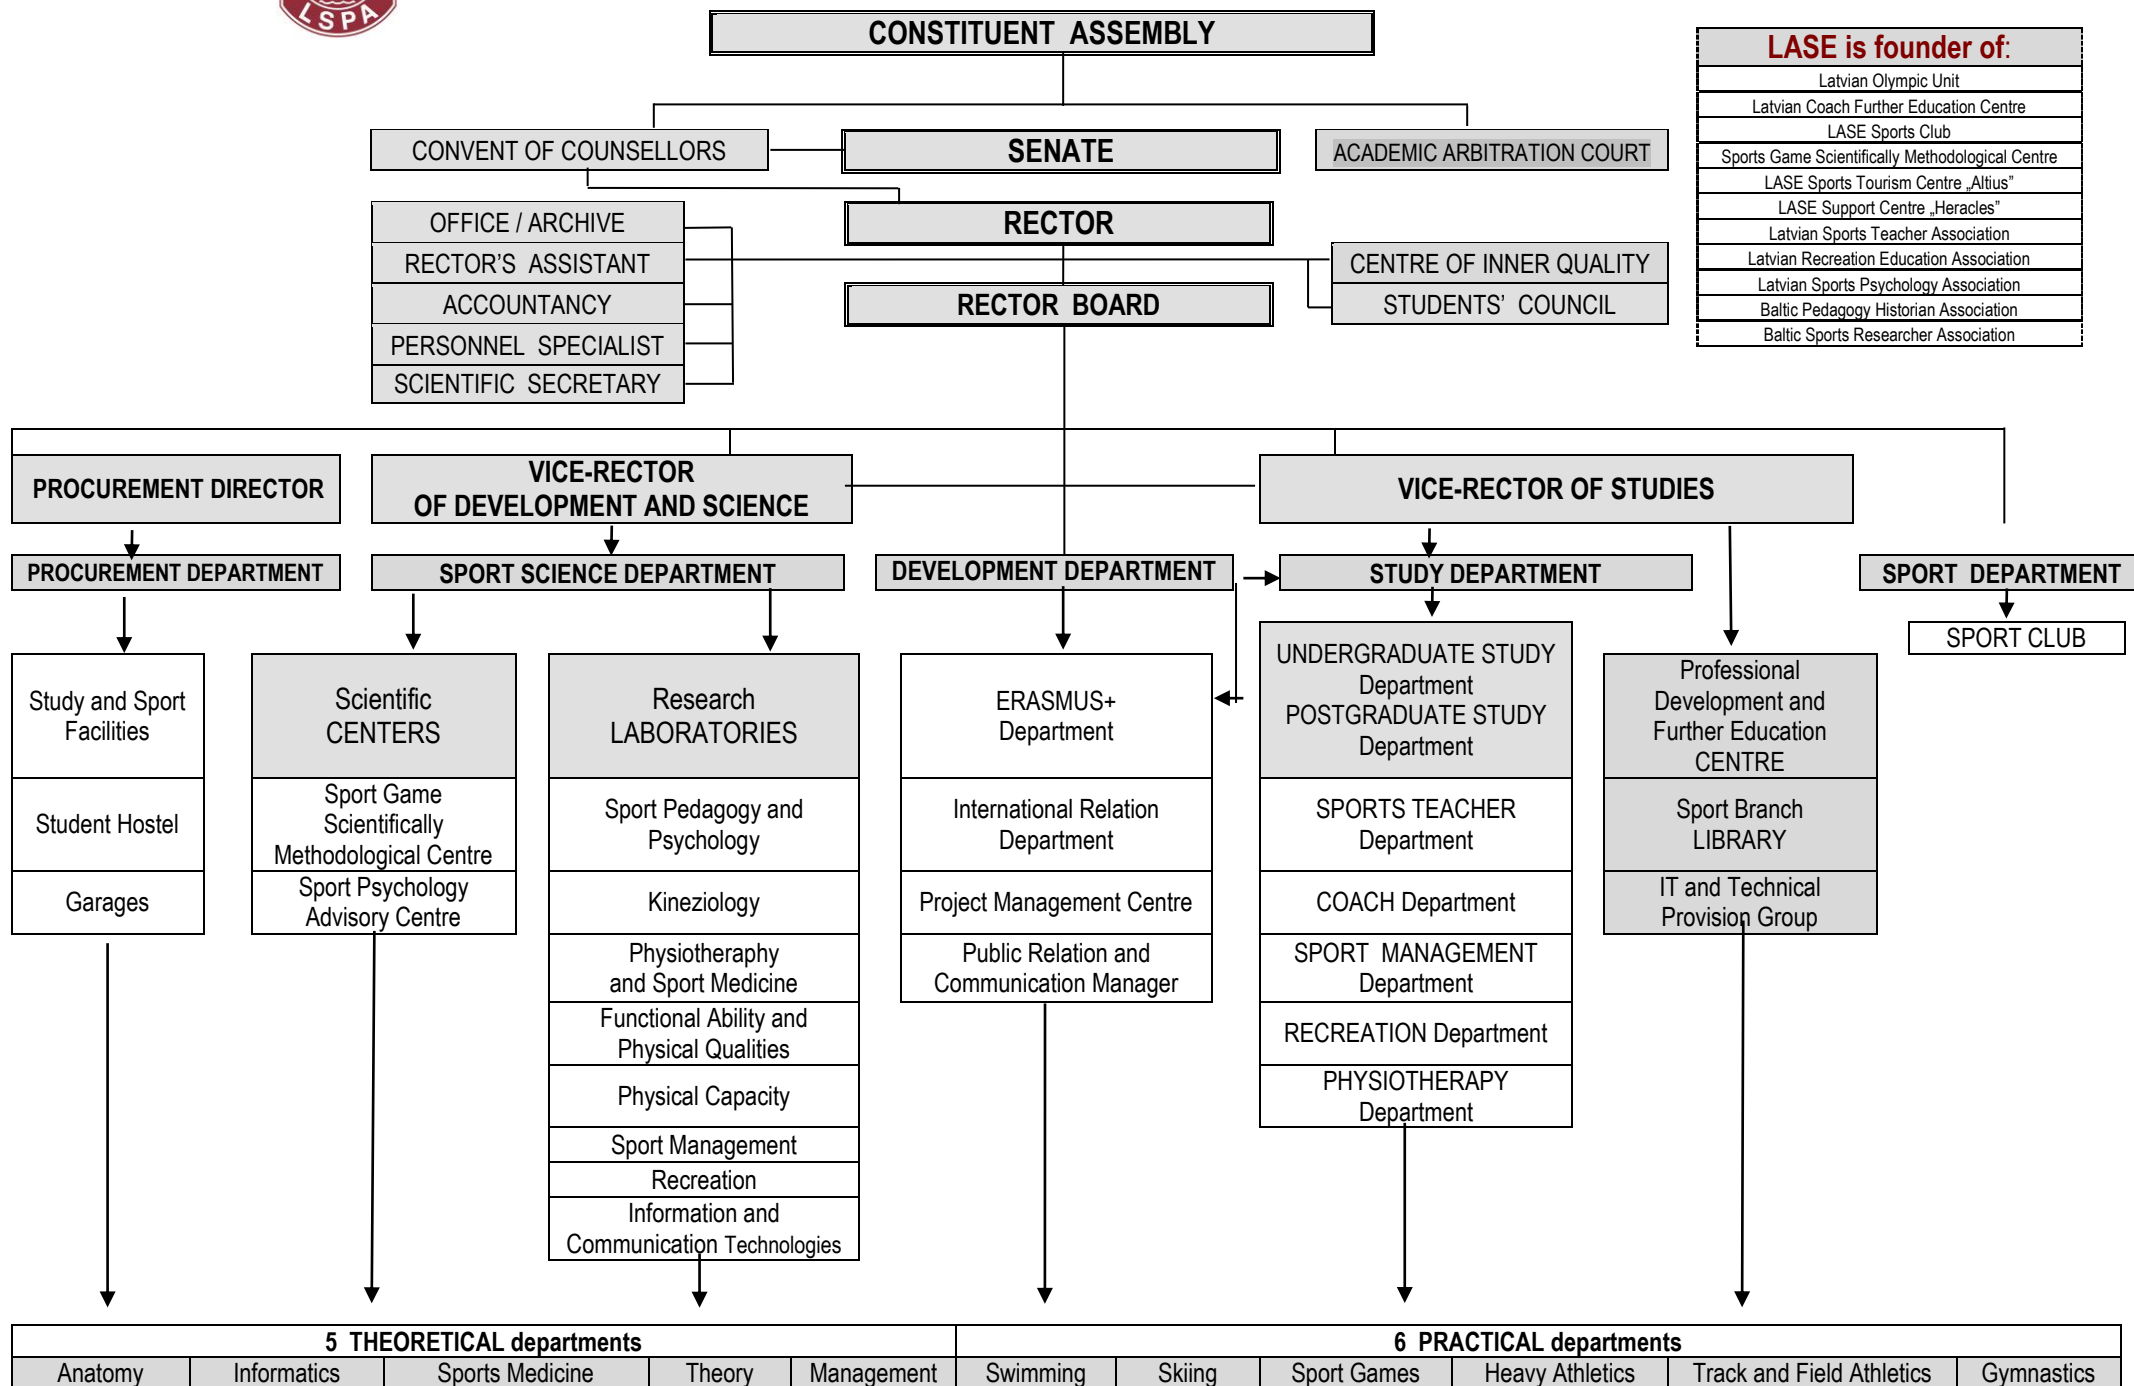 LSPA
CONSTITUENT ASSEMBLY
LASE is founder of:
Latvian Olympic Unit
Latvian Coach Further Education Centre
LASE Sports Club
Sports Game Scientifically Methodological Centre
LASE Sports Tourism Centre „Altius”
LASE Support Centre „Heracles”
Latvian Sports Teacher Association
Latvian Recreation Education Association
Latvian Sports Psychology Association
Baltic Pedagogy Historian Association
Baltic Sports Researcher Association
CONVENT OF COUNSELLORS
SENATE
ACADEMIC ARBITRATION COURT
OFFICE / ARCHIVE
RECTOR'S ASSISTANT
ACCOUNTANCY
PERSONNEL SPECIALIST
SCIENTIFIC SECRETARY
RECTOR
RECTOR BOARD
CENTRE OF INNER QUALITY
STUDENTS’ COUNCIL
PROCUREMENT DIRECTOR
VICE-RECTOR
OF DEVELOPMENT AND SCIENCE
VICE-RECTOR OF STUDIES
PROCUREMENT DEPARTMENT
SPORT SCIENCE DEPARTMENT
DEVELOPMENT DEPARTMENT
STUDY DEPARTMENT
SPORT DEPARTMENT
SPORT CLUB
Study and Sport
Facilities
Student Hostel
Garages
Scientific
CENTERS
Sport Game
Scientifically
Methodological Centre
Sport Psychology
Advisory Centre
Research
LABORATORIES
Sport Pedagogy and
Psychology
Kineziology
Physiotheraphy
and Sport Medicine
Functional Ability and
Physical Qualities
Physical Capacity
Sport Management
Recreation
Information and
Communication Technologies
ERASMUS+
Department
International Relation
Department
Project Management Centre
Public Relation and
Communication Manager
UNDERGRADUATE STUDY
Department
POSTGRADUATE STUDY
Department
SPORTS TEACHER
Department
COACH Department
SPORT MANAGEMENT
Department
RECREATION Department
PHYSIOTHERAPY
Department
Professional
Development and
Further Education
CENTRE
Sport Branch
LIBRARY
IT and Technical
Provision Group
5 THEORETICAL departments
6 PRACTICAL departments
Anatomy
Informatics
Sports Medicine
Theory
Management
Swimming
Skiing
Sport Games
Heavy Athletics
Track and Field Athletics
Gymnastics